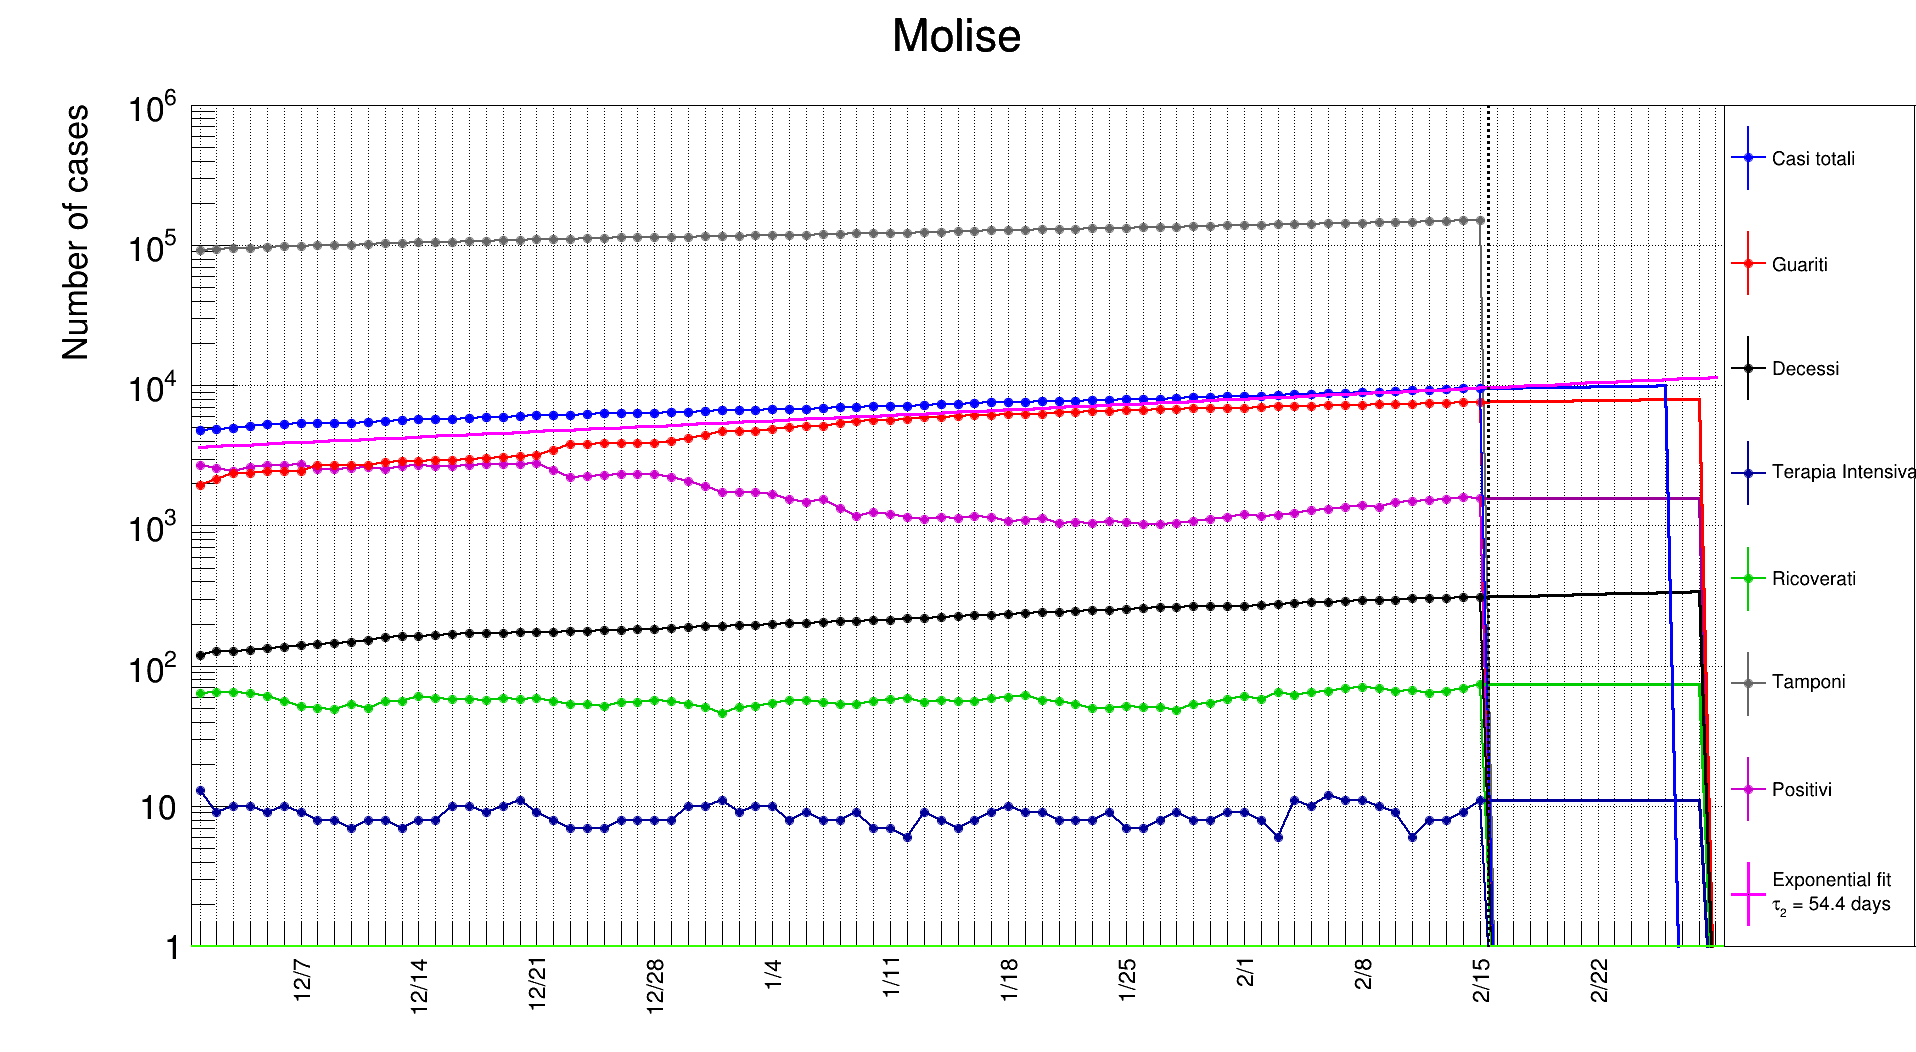 Molise
Number of cases
10^6
10^5
10^4
10^3
10^2
10
1
12/7
12/14
12/21
12/28
1/4
1/11
1/18
1/25
2/1
2/8
2/15
2/22
Casi totali
Guariti
Decessi
Terapia Intensiva
Ricoverati
Tamponi
Positivi
Exponential fit
τ₂ = 54.4 days